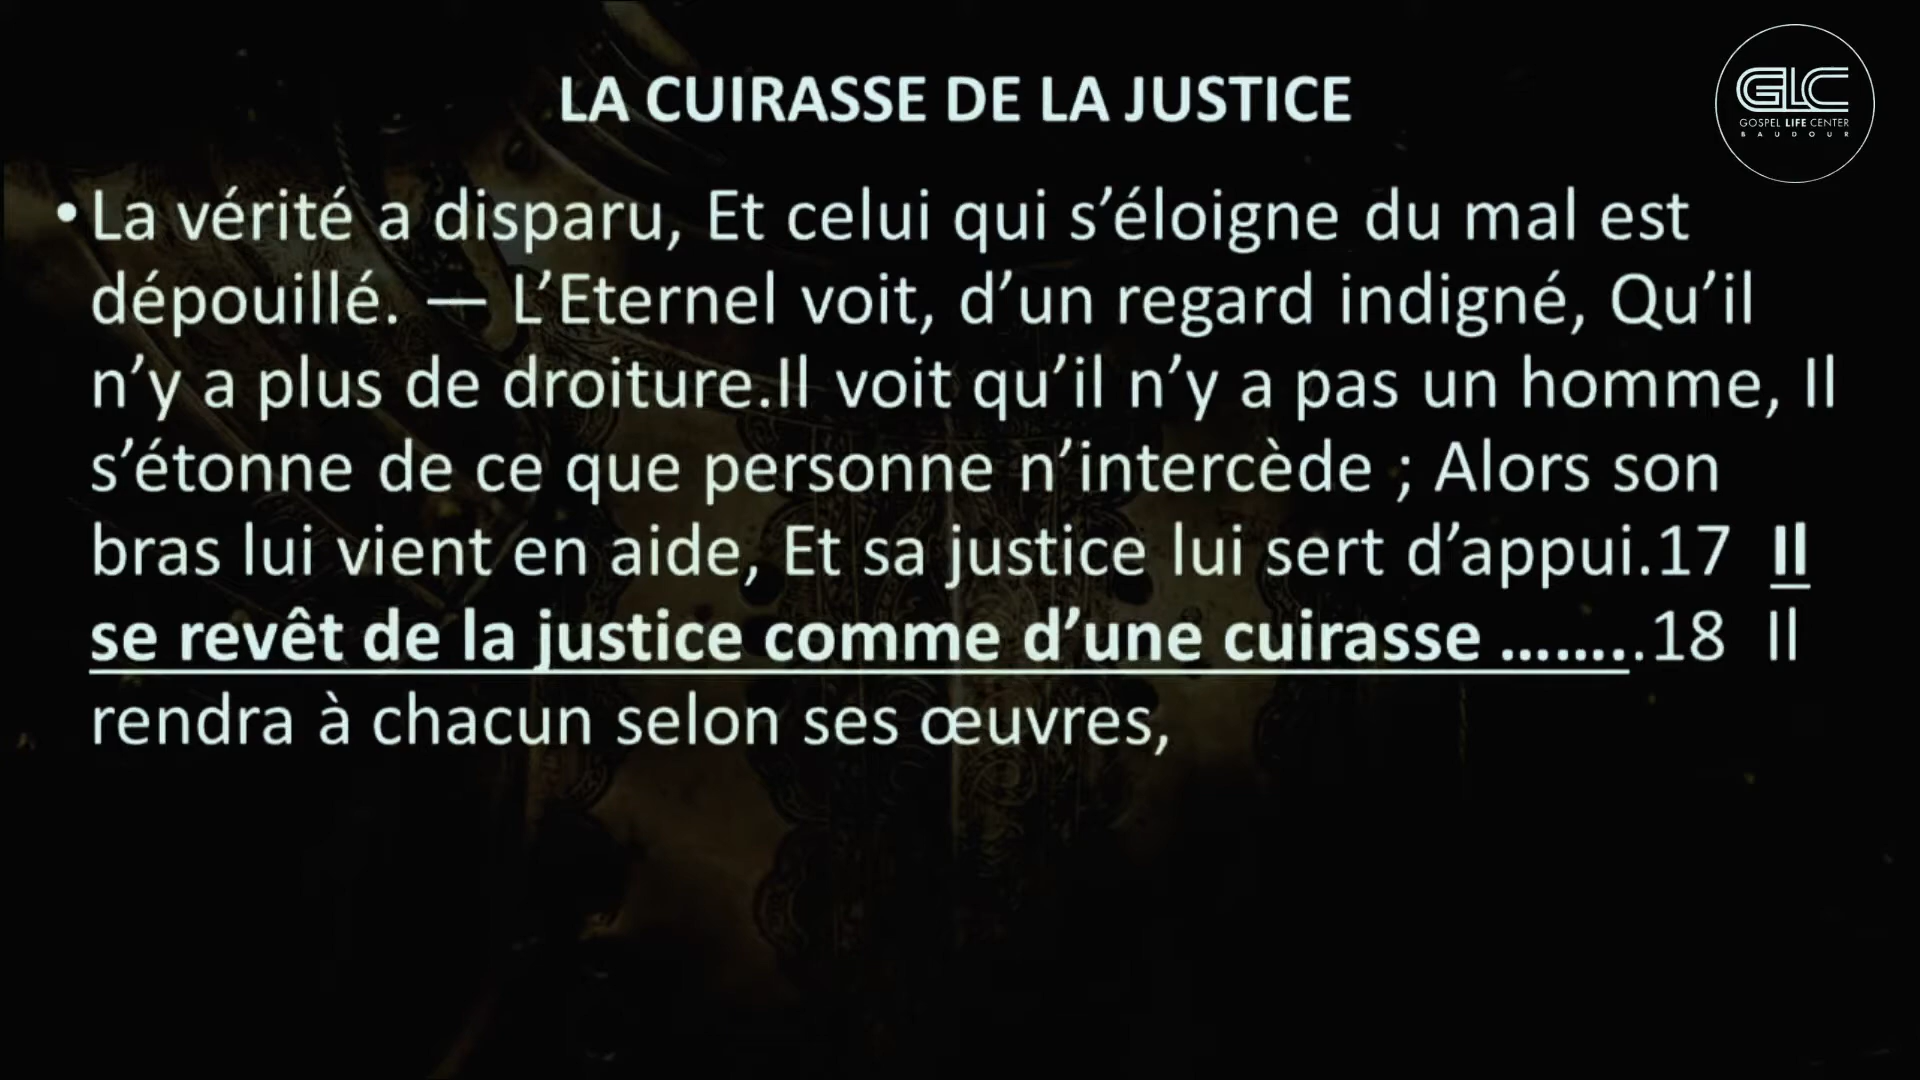 LA CUIRASSE DE LA JUSTICE
GLC
GOSPEL LIFE CENTER
BAUDOUR
•La vérité a disparu, Et celui qui s’éloigne du mal est
dépouillé. — L’Eternel voit, d’un regard indigné, Qu’il
n’y a plus de droiture.Il voit qu’il n’y a pas un homme, Il
s’étonne de ce que personne n’intercède ; Alors son
bras lui vient en aide, Et sa justice lui sert d’appui.17 Il
se revêt de la justice comme d’une cuirasse ……..18 Il
rendra à chacun selon ses œuvres,